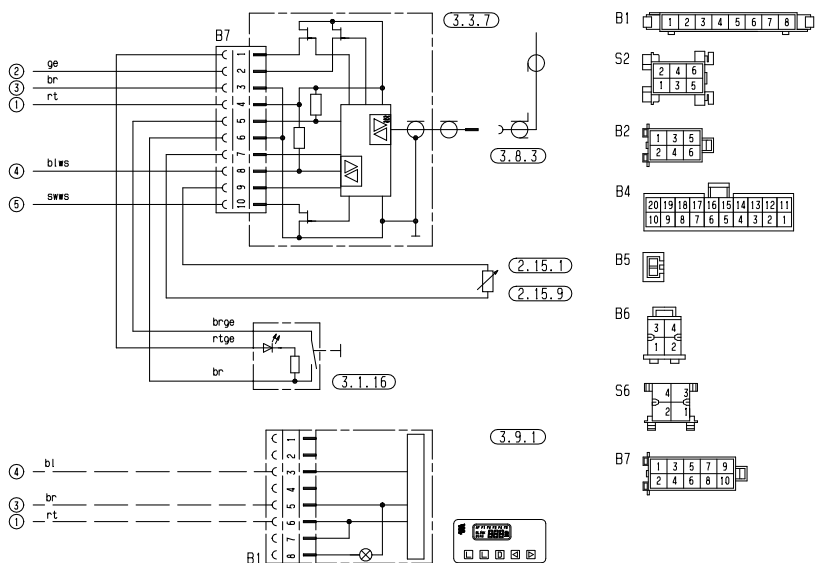 B7
3.3.7
1
2
3
4
5
6
7
8
9
10
2 ge
3 br
1 rt
4 blws
5 swws
3.8.3
2.15.1
2.15.9
brge
rtge
br
3.1.16
3.9.1
1
2
3
4
5
6
7
8
B1
4 bl
3 br
1 rt
B1
1 2 3 4 5 6 7 8
S2
2 4 6
1 3 5
B2
1 3 5
2 4 6
B4
20 19 18 17 16 15 14 13 12 11
10 9 8 7 6 5 4 3 2 1
B5
B6
3 4
1 2
S6
4 3
2 1
B7
1 3 5 7 9
2 4 6 8 10